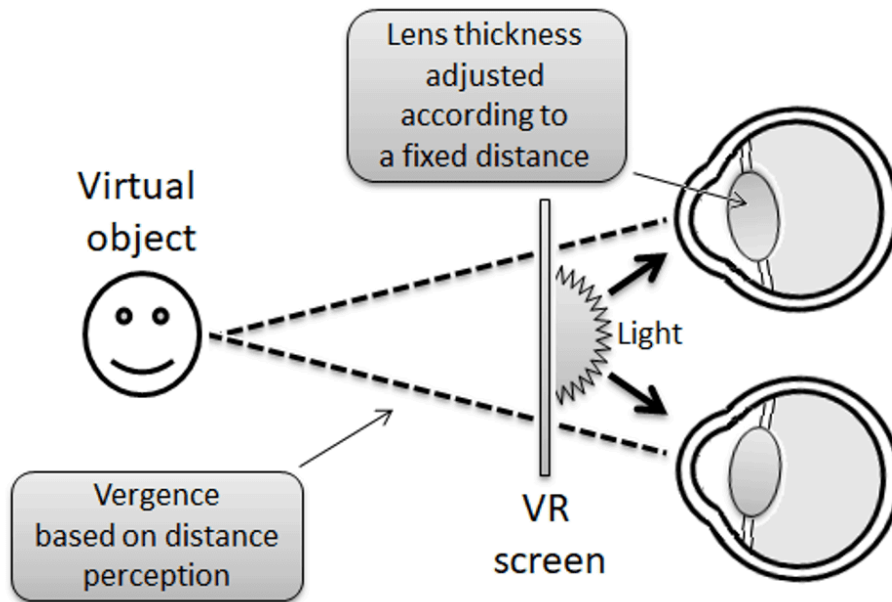 Lens thickness
adjusted
according to
a fixed distance
Virtual
object
Light
Vergence
based on distance
perception
VR
screen